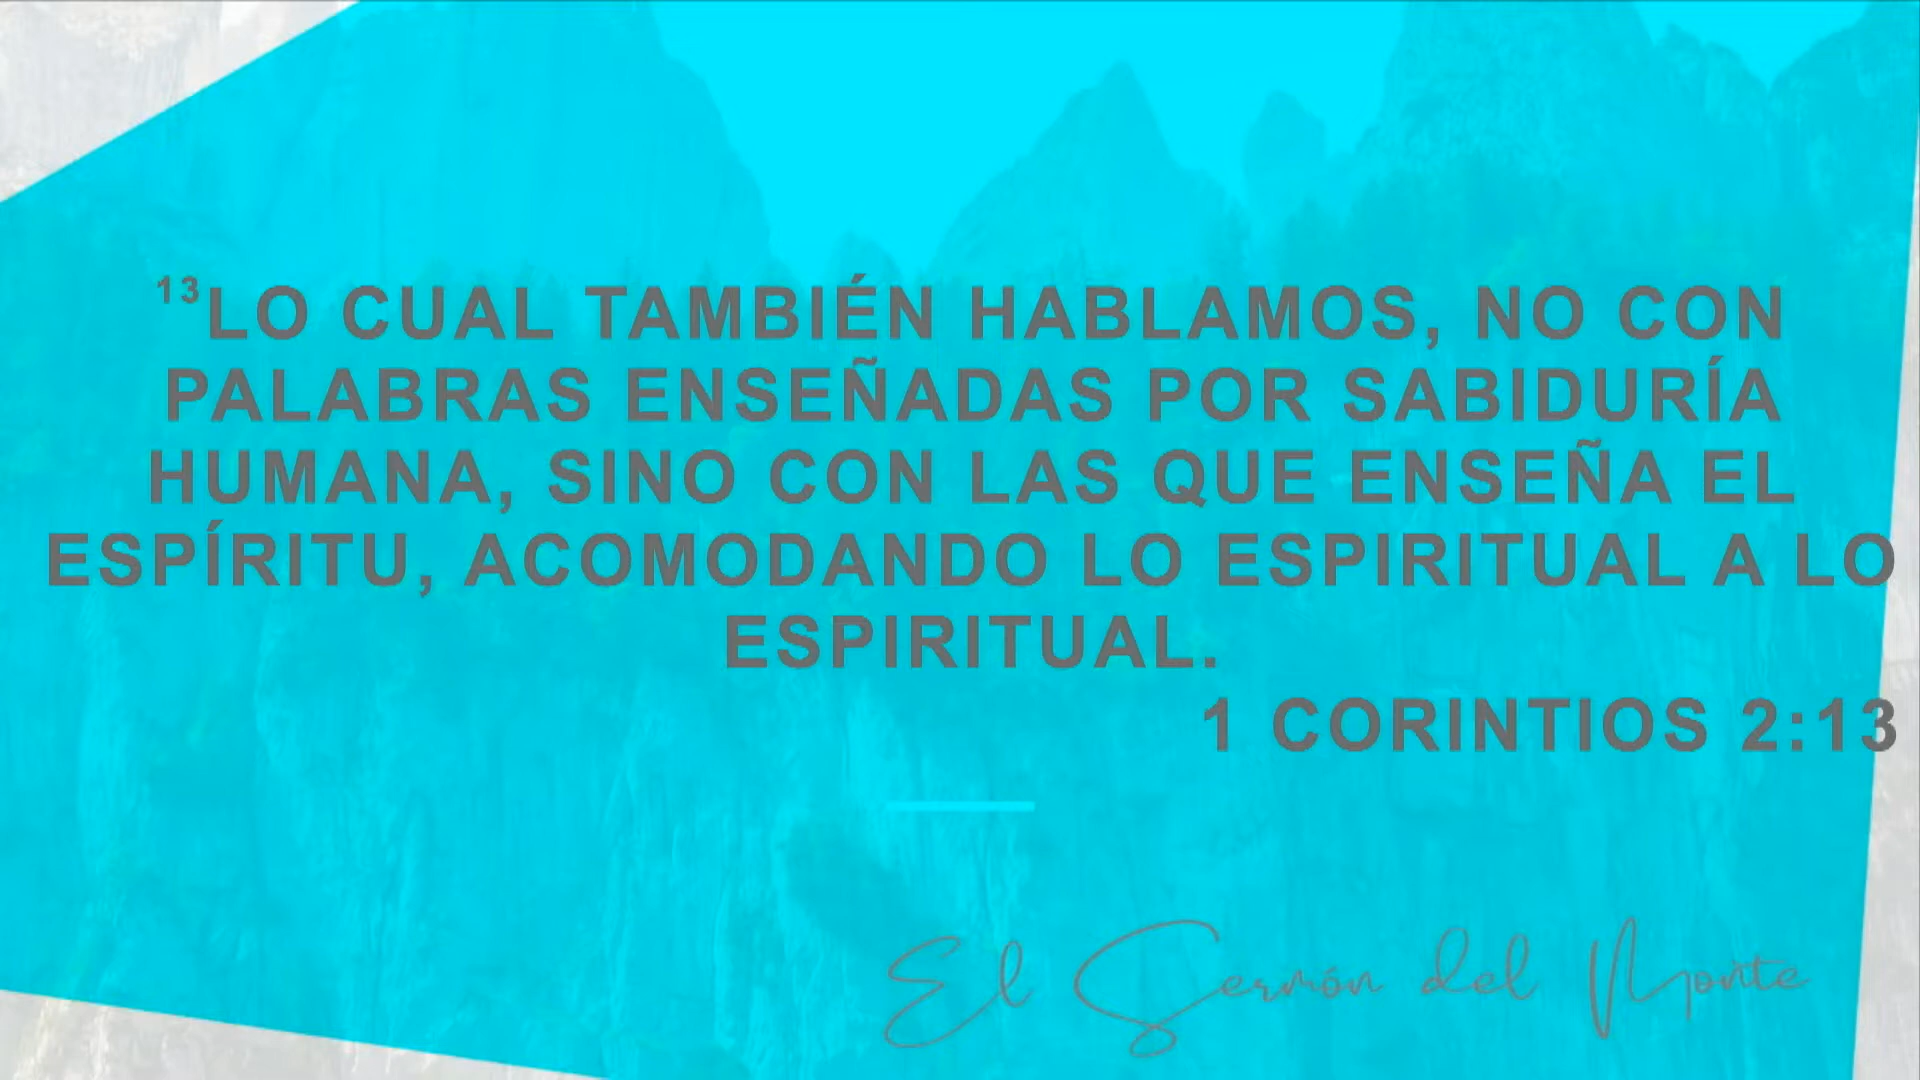 ¹³LO CUAL TAMBIÉN HABLAMOS, NO CON
PALABRAS ENSEÑADAS POR SABIDURÍA
HUMANA, SINO CON LAS QUE ENSEÑA EL
ESPÍRITU, ACOMODANDO LO ESPIRITUAL A LO
ESPIRITUAL.
1 CORINTIOS 2:13
El Sermón del Monte